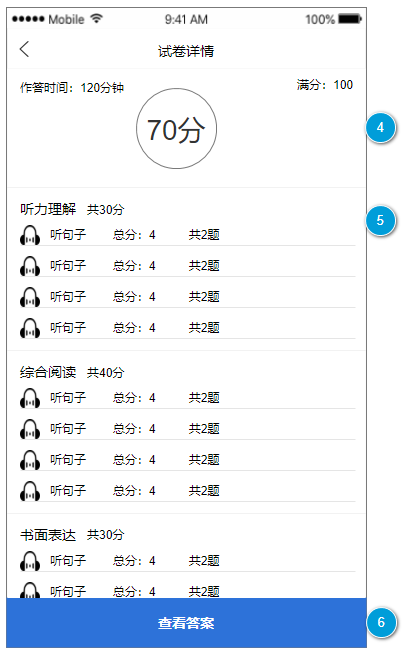 Mobile 9:41 AM 100%
试卷详情
作答时间：120分钟 满分：100
70分
4
听力理解 共30分
5
听句子 总分：4 共2题
听句子 总分：4 共2题
听句子 总分：4 共2题
听句子 总分：4 共2题
综合阅读 共40分
听句子 总分：4 共2题
听句子 总分：4 共2题
听句子 总分：4 共2题
听句子 总分：4 共2题
书面表达 共30分
听句子 总分：4 共2题
听句子 总分：4 共2题
查看答案
6